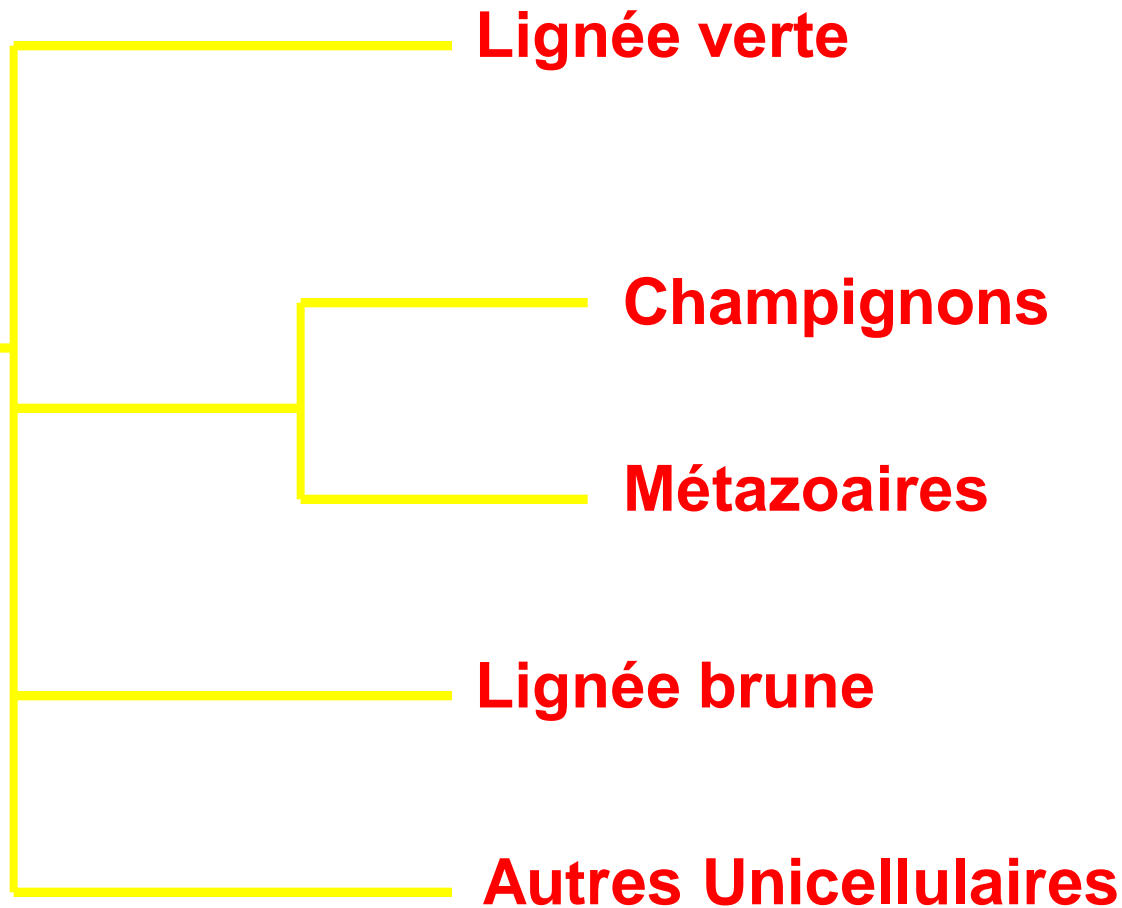 Lignée verte
Champignons
Métazoaires
Lignée brune
Autres Unicellulaires